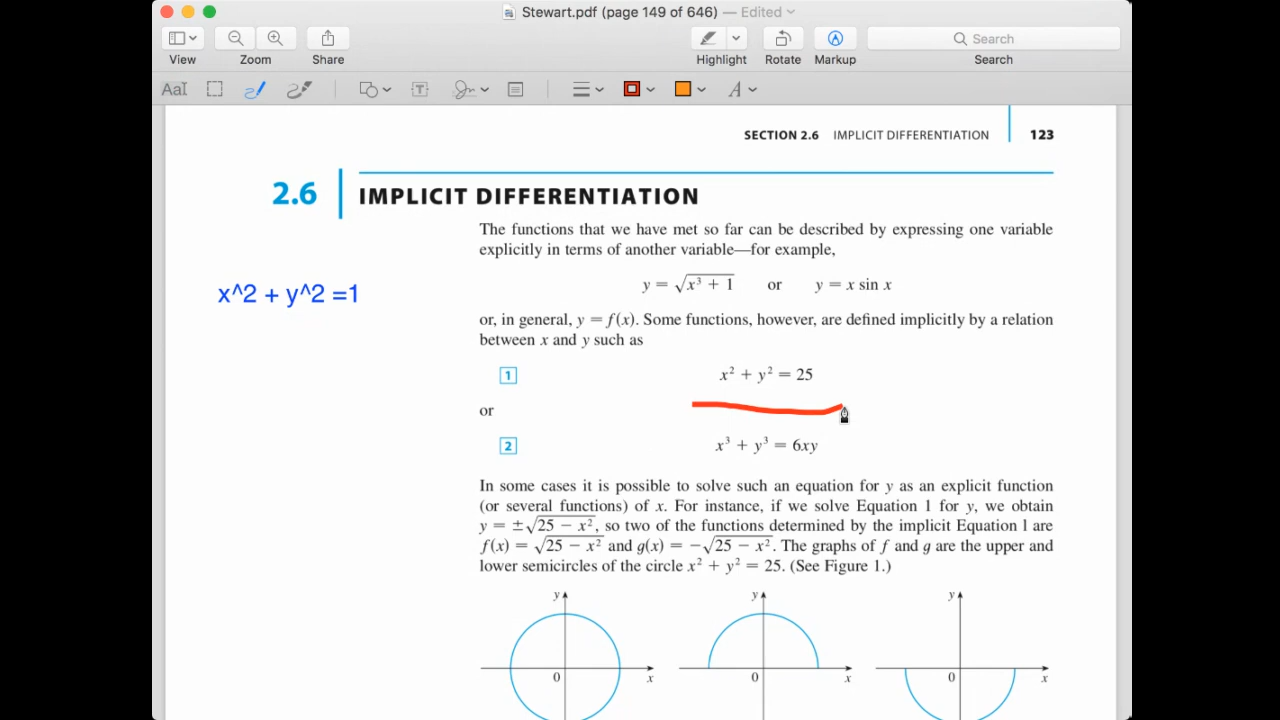 Stewart.pdf (page 149 of 646) — Edited
Search
View
Zoom
Share
Highlight
Rotate
Markup
Search
AaI
T
A
SECTION 2.6 IMPLICIT DIFFERENTIATION 123
2.6 IMPLICIT DIFFERENTIATION
The functions that we have met so far can be described by expressing one variable
explicitly in terms of another variable—for example,
y = √x³ + 1 or y = x sin x
x^2 + y^2 =1
or, in general, y = f(x). Some functions, however, are defined implicitly by a relation
between x and y such as
1 x² + y² = 25
or
2 x³ + y³ = 6xy
In some cases it is possible to solve such an equation for y as an explicit function
(or several functions) of x. For instance, if we solve Equation 1 for y, we obtain
y = ±√25 − x², so two of the functions determined by the implicit Equation 1 are
f(x) = √25 − x² and g(x) = −√25 − x². The graphs of f and g are the upper and
lower semicircles of the circle x² + y² = 25. (See Figure 1.)
y y y
0 x 0 x 0 x